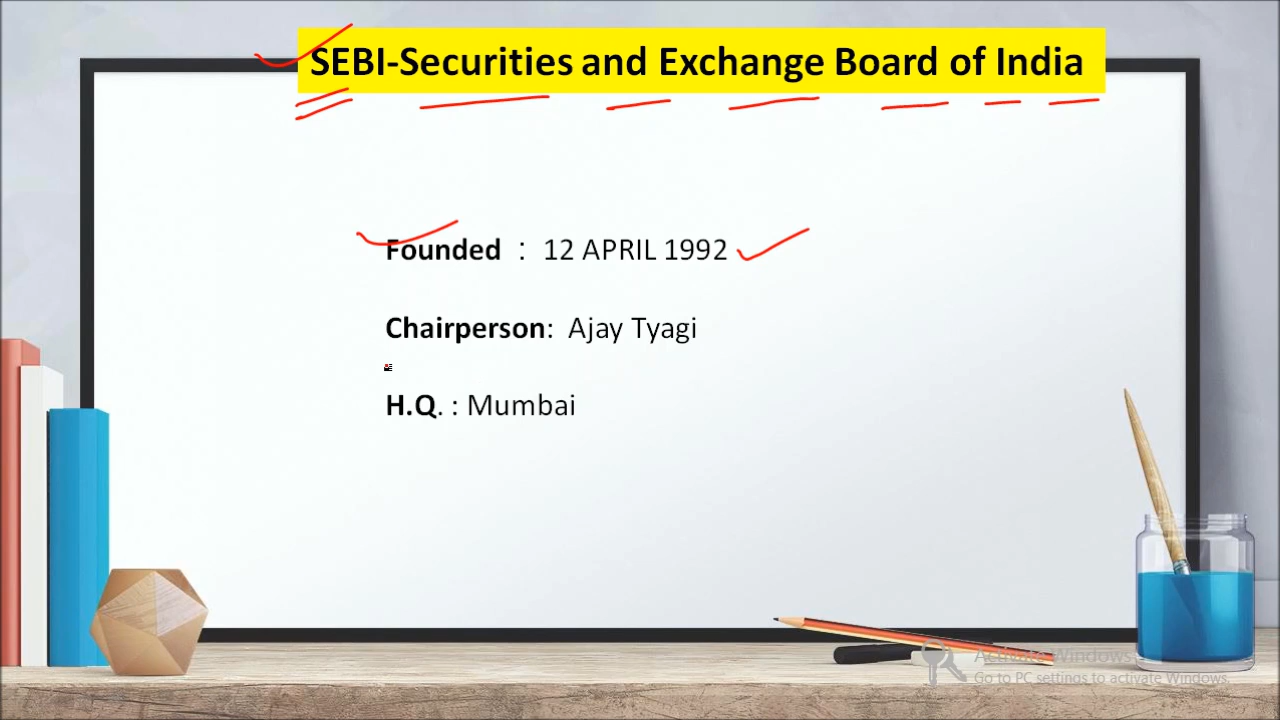 SEBI-Securities and Exchange Board of India
Founded : 12 APRIL 1992
Chairperson: Ajay Tyagi
H.Q. : Mumbai
Activate Windows
Go to PC settings to activate Windows.